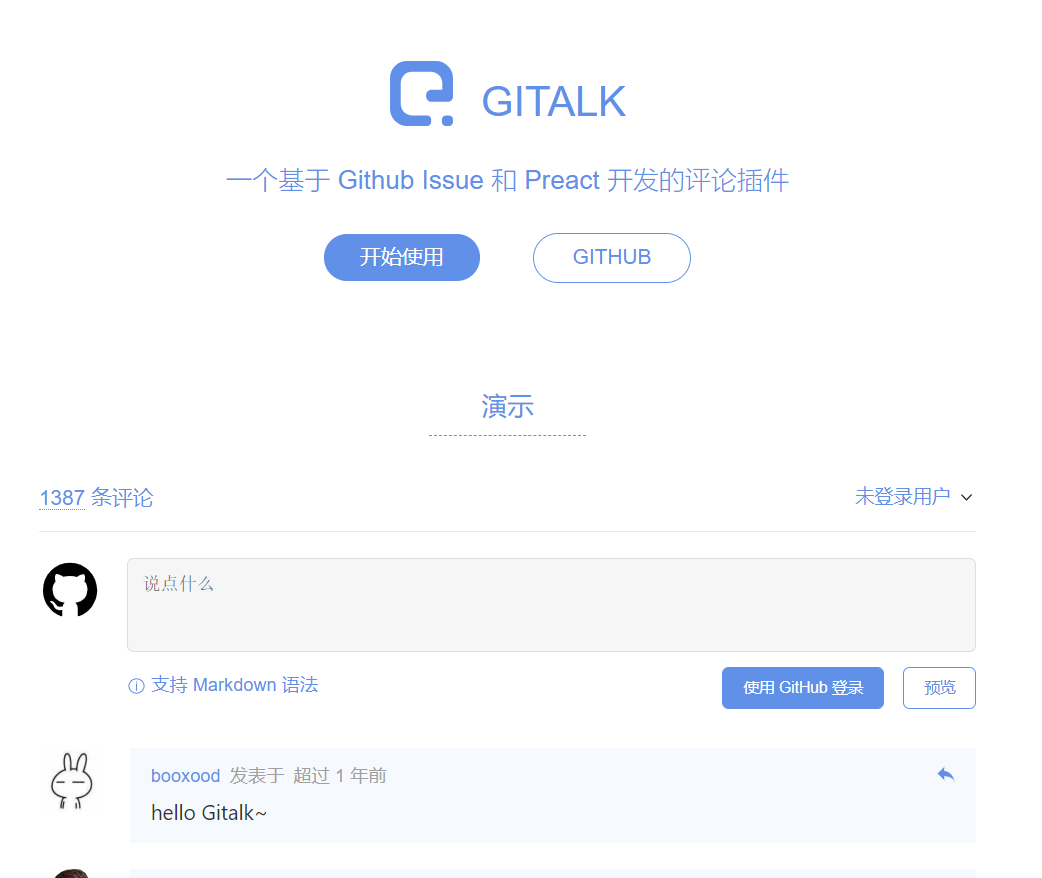 GITALK
一个基于 Github Issue 和 Preact 开发的评论插件
开始使用
GITHUB
演示
1387 条评论
未登录用户
说点什么
支持 Markdown 语法
使用 GitHub 登录
预览
booxood 发表于 超过 1 年前
hello Gitalk~